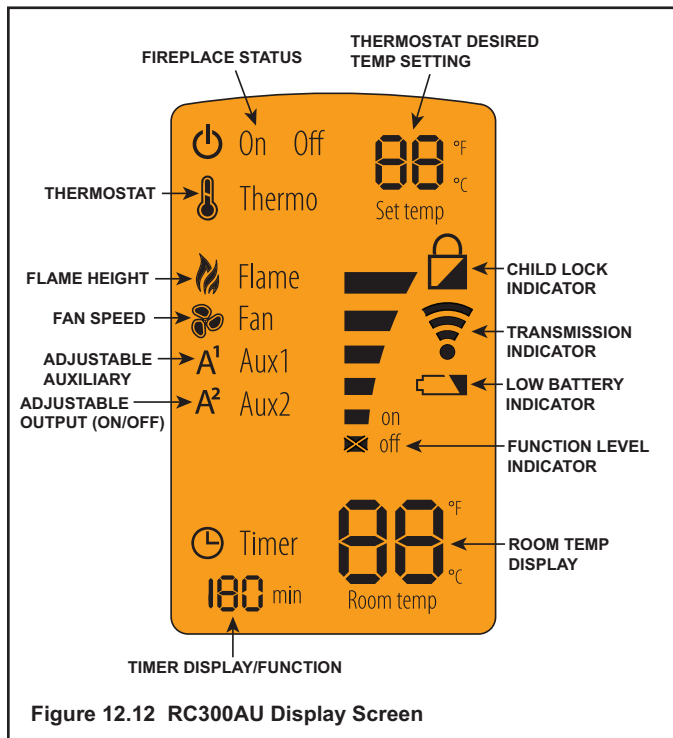 FIREPLACE STATUS
THERMOSTAT DESIRED
TEMP SETTING
On Off
88 °F
°C
Set temp
THERMOSTAT
Thermo
FLAME HEIGHT
Flame
CHILD LOCK
INDICATOR
FAN SPEED
Fan
TRANSMISSION
INDICATOR
ADJUSTABLE
AUXILIARY
A¹ Aux1
LOW BATTERY
INDICATOR
ADJUSTABLE
OUTPUT (ON/OFF)
A² Aux2
on
off
FUNCTION LEVEL
INDICATOR
Timer
180 min
88 °F
°C
Room temp
ROOM TEMP
DISPLAY
TIMER DISPLAY/FUNCTION
Figure 12.12 RC300AU Display Screen